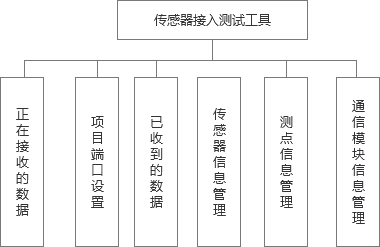 传感器接入测试工具
正在接收的数据
项目端口设置
已收到的数据
传感器信息管理
测点信息管理
通信模块信息管理